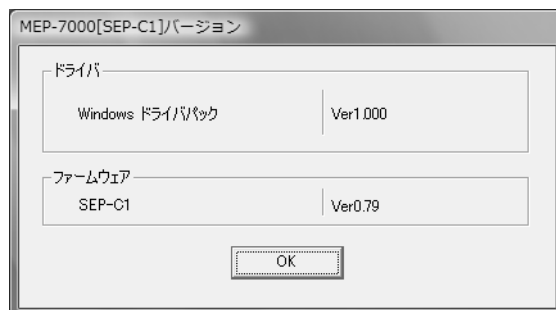 MEP-7000[SEP-C1]バージョン
ドライバ
Windows ドライバパック Ver1.000
ファームウェア
SEP-C1 Ver0.79
OK